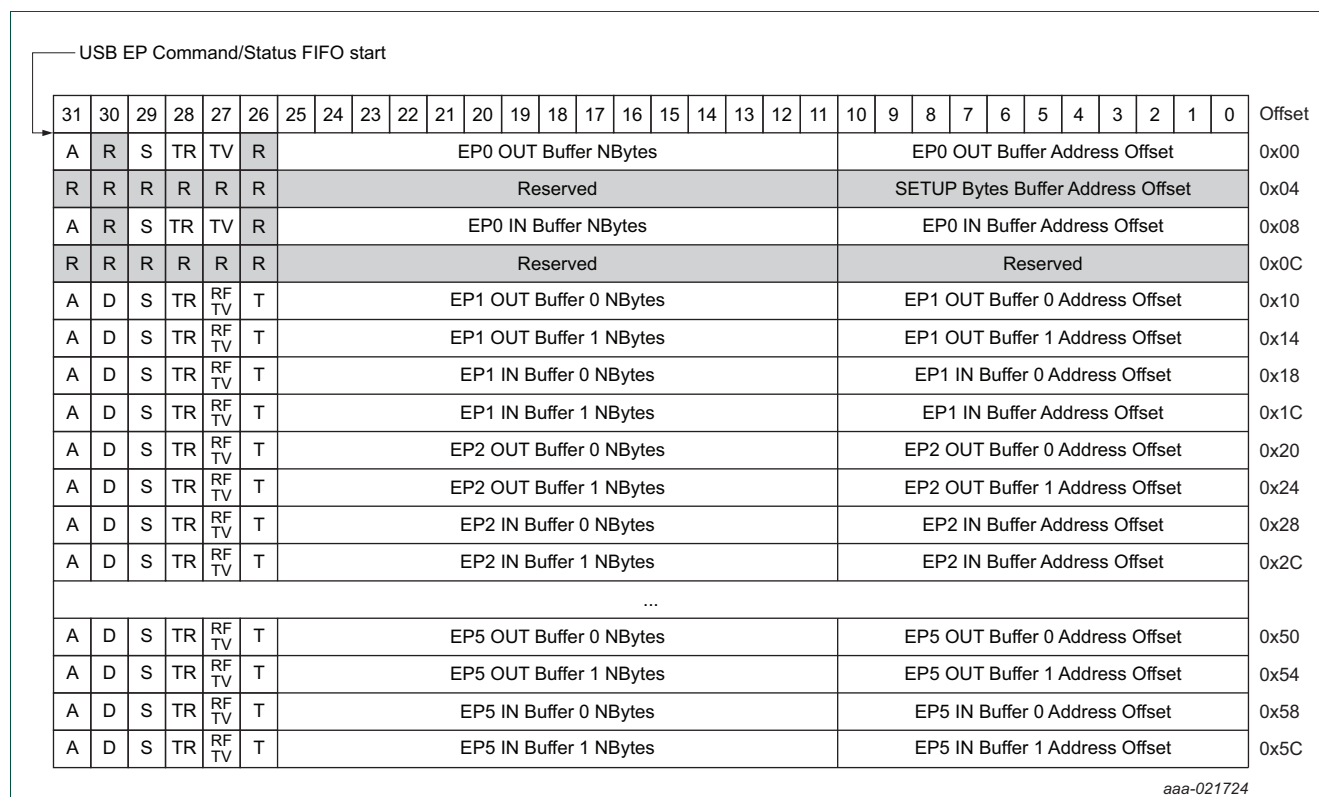 USB EP Command/Status FIFO start
31 30 29 28 27 26 25 24 23 22 21 20 19 18 17 16 15 14 13 12 11 10 9 8 7 6 5 4 3 2 1 0 Offset
A R S TR TV R EP0 OUT Buffer NBytes EP0 OUT Buffer Address Offset 0x00
R R R R R R Reserved SETUP Bytes Buffer Address Offset 0x04
A R S TR TV R EP0 IN Buffer NBytes EP0 IN Buffer Address Offset 0x08
R R R R R R Reserved Reserved 0x0C
A D S TR RF TV T EP1 OUT Buffer 0 NBytes EP1 OUT Buffer 0 Address Offset 0x10
A D S TR RF TV T EP1 OUT Buffer 1 NBytes EP1 OUT Buffer 1 Address Offset 0x14
A D S TR RF TV T EP1 IN Buffer 0 NBytes EP1 IN Buffer 0 Address Offset 0x18
A D S TR RF TV T EP1 IN Buffer 1 NBytes EP1 IN Buffer Address Offset 0x1C
A D S TR RF TV T EP2 OUT Buffer 0 NBytes EP2 OUT Buffer 0 Address Offset 0x20
A D S TR RF TV T EP2 OUT Buffer 1 NBytes EP2 OUT Buffer 1 Address Offset 0x24
A D S TR RF TV T EP2 IN Buffer 0 NBytes EP2 IN Buffer Address Offset 0x28
A D S TR RF TV T EP2 IN Buffer 1 NBytes EP2 IN Buffer Address Offset 0x2C
...
A D S TR RF TV T EP5 OUT Buffer 0 NBytes EP5 OUT Buffer 0 Address Offset 0x50
A D S TR RF TV T EP5 OUT Buffer 1 NBytes EP5 OUT Buffer 1 Address Offset 0x54
A D S TR RF TV T EP5 IN Buffer 0 NBytes EP5 IN Buffer 0 Address Offset 0x58
A D S TR RF TV T EP5 IN Buffer 1 NBytes EP5 IN Buffer 1 Address Offset 0x5C
aaa-021724